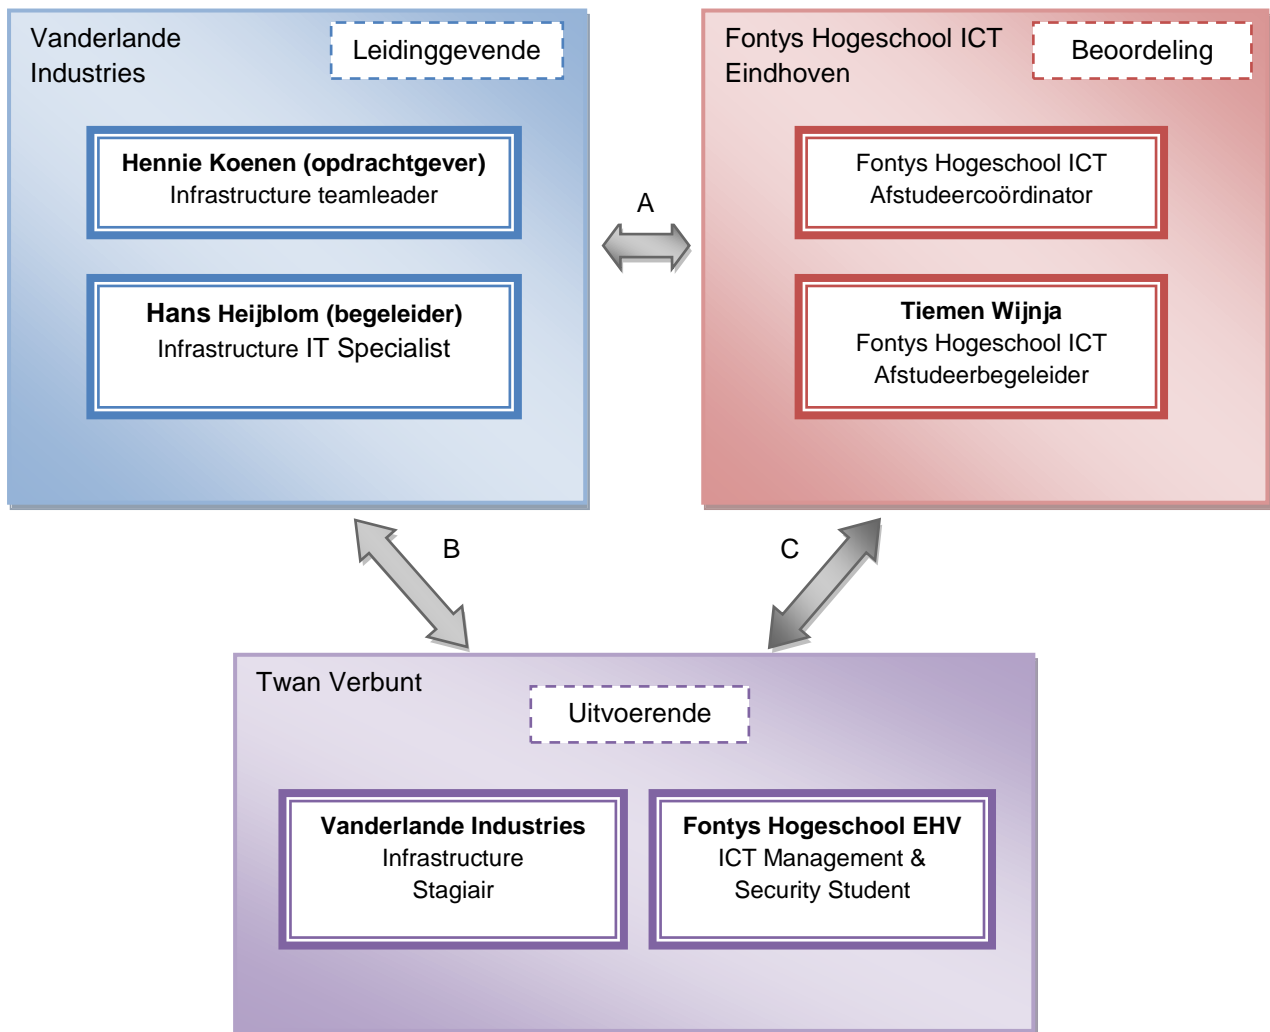 Vanderlande
Industries
Leidinggevende
Hennie Koenen (opdrachtgever)
Infrastructure teamleader
Hans Heijblom (begeleider)
Infrastructure IT Specialist
A
Fontys Hogeschool ICT
Eindhoven
Beoordeling
Fontys Hogeschool ICT
Afstudeercoördinator
Tiemen Wijnja
Fontys Hogeschool ICT
Afstudeerbegeleider
B
C
Twan Verbunt
Uitvoerende
Vanderlande Industries
Infrastructure
Stagiair
Fontys Hogeschool EHV
ICT Management &
Security Student